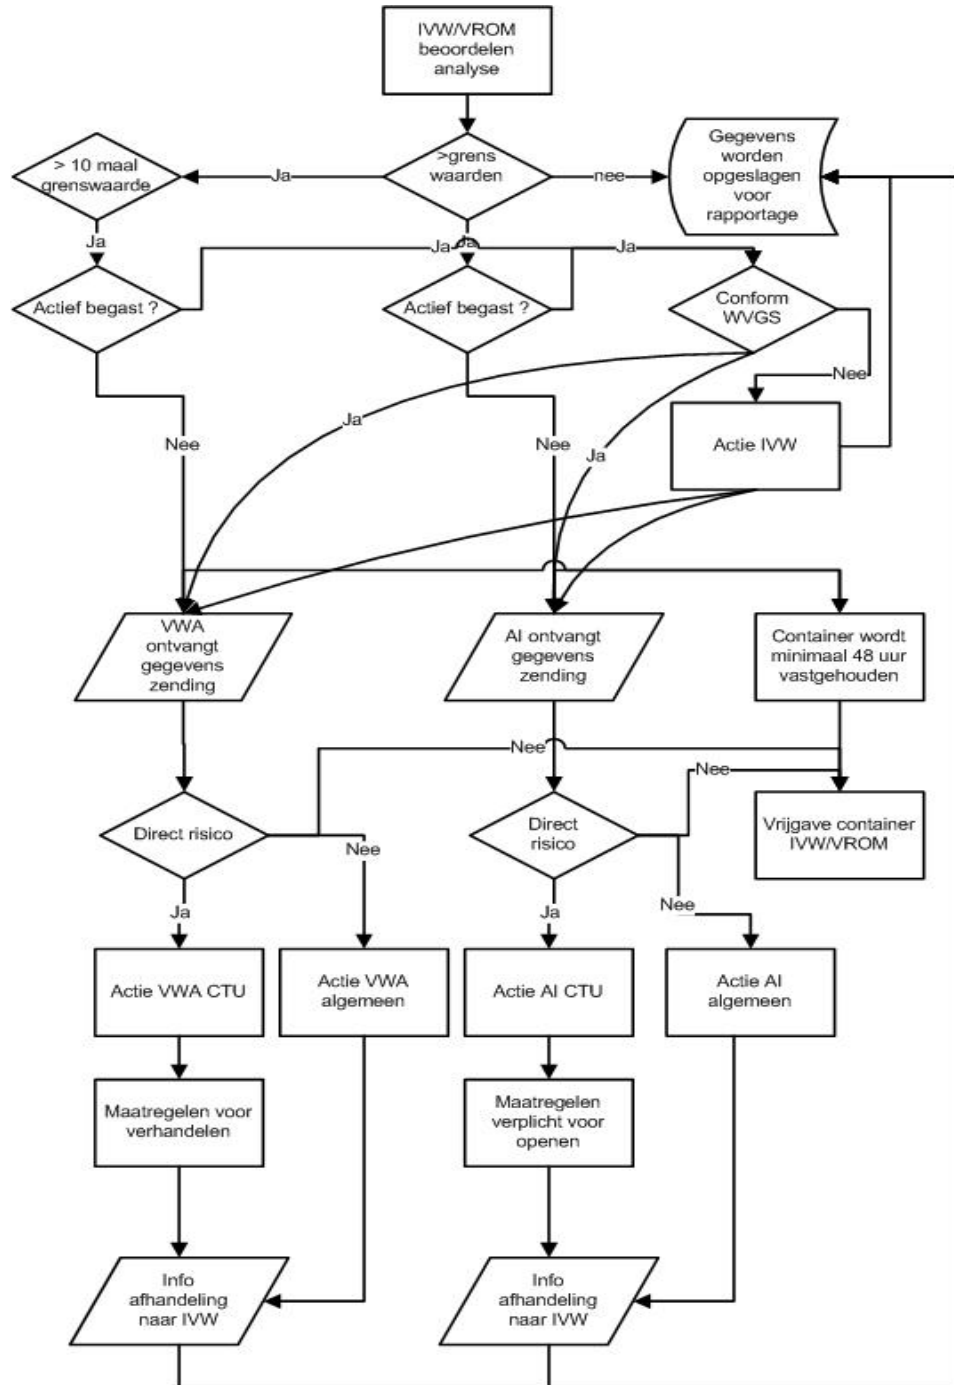 IVW/VROM
beoordelen
analyse
> 10 maal
grenswaarde
Ja
>grens
waarden
nee
Gegevens
worden
opgeslagen
voor
rapportage
Ja
Ja
Ja
Ja
Actief begast ?
Actief begast ?
Conform
WVGS
Nee
Ja
Nee
Nee
Ja
Actie IVW
VWA
ontvangt
gegevens
zending
AI ontvangt
gegevens
zending
Container wordt
minimaal 48 uur
vastgehouden
Nee
Nee
Direct risico
Nee
Direct
risico
Nee
Vrijgave container
IVW/VROM
Ja
Ja
Actie VWA CTU
Actie VWA
algemeen
Actie AI CTU
Actie AI
algemeen
Maatregelen voor
verhandelen
Maatregelen
verplicht voor
openen
Info
afhandeling
naar IVW
Info
afhandeling
naar IVW